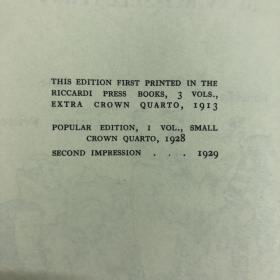 THIS EDITION FIRST PRINTED IN THE
RICCARDI PRESS BOOKS, 3 VOLS.,
EXTRA CROWN QUARTO, 1913
POPULAR EDITION, 1 VOL., SMALL
CROWN QUARTO, 1928
SECOND IMPRESSION . . . 1929